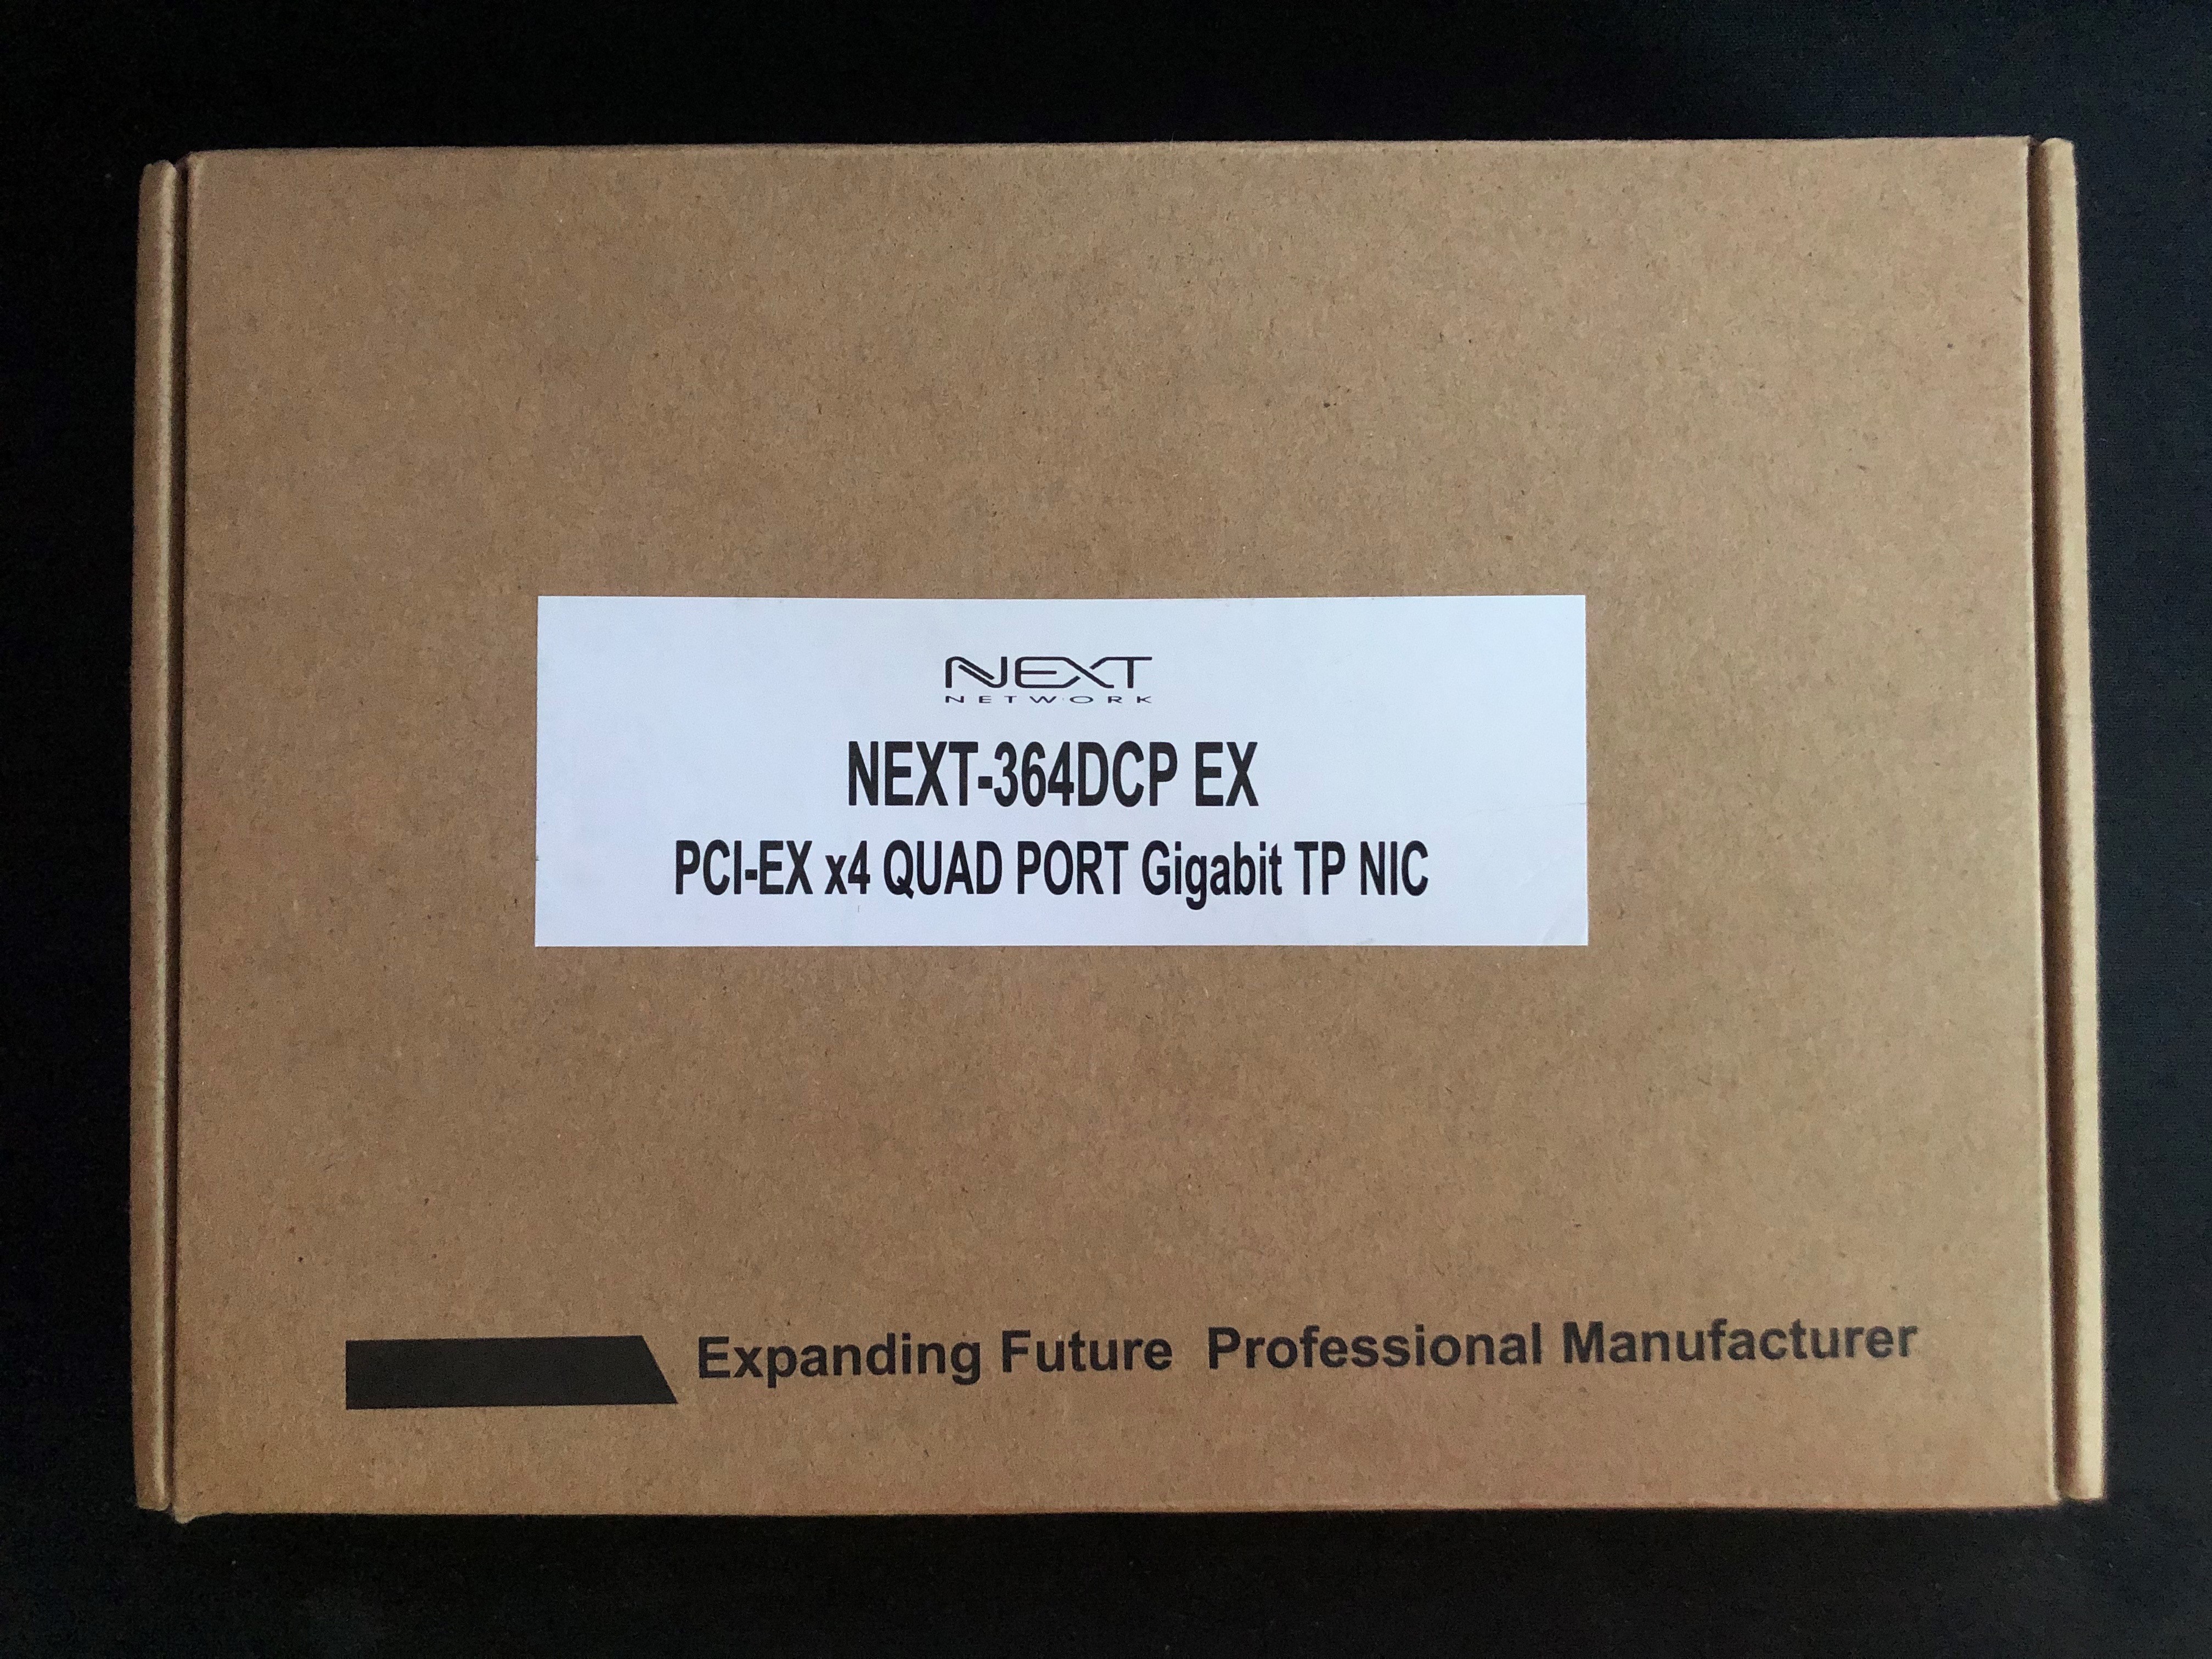 NEXT
NETWORK
NEXT-364DCP EX
PCI-EX x4 QUAD PORT Gigabit TP NIC
Expanding Future Professional Manufacturer